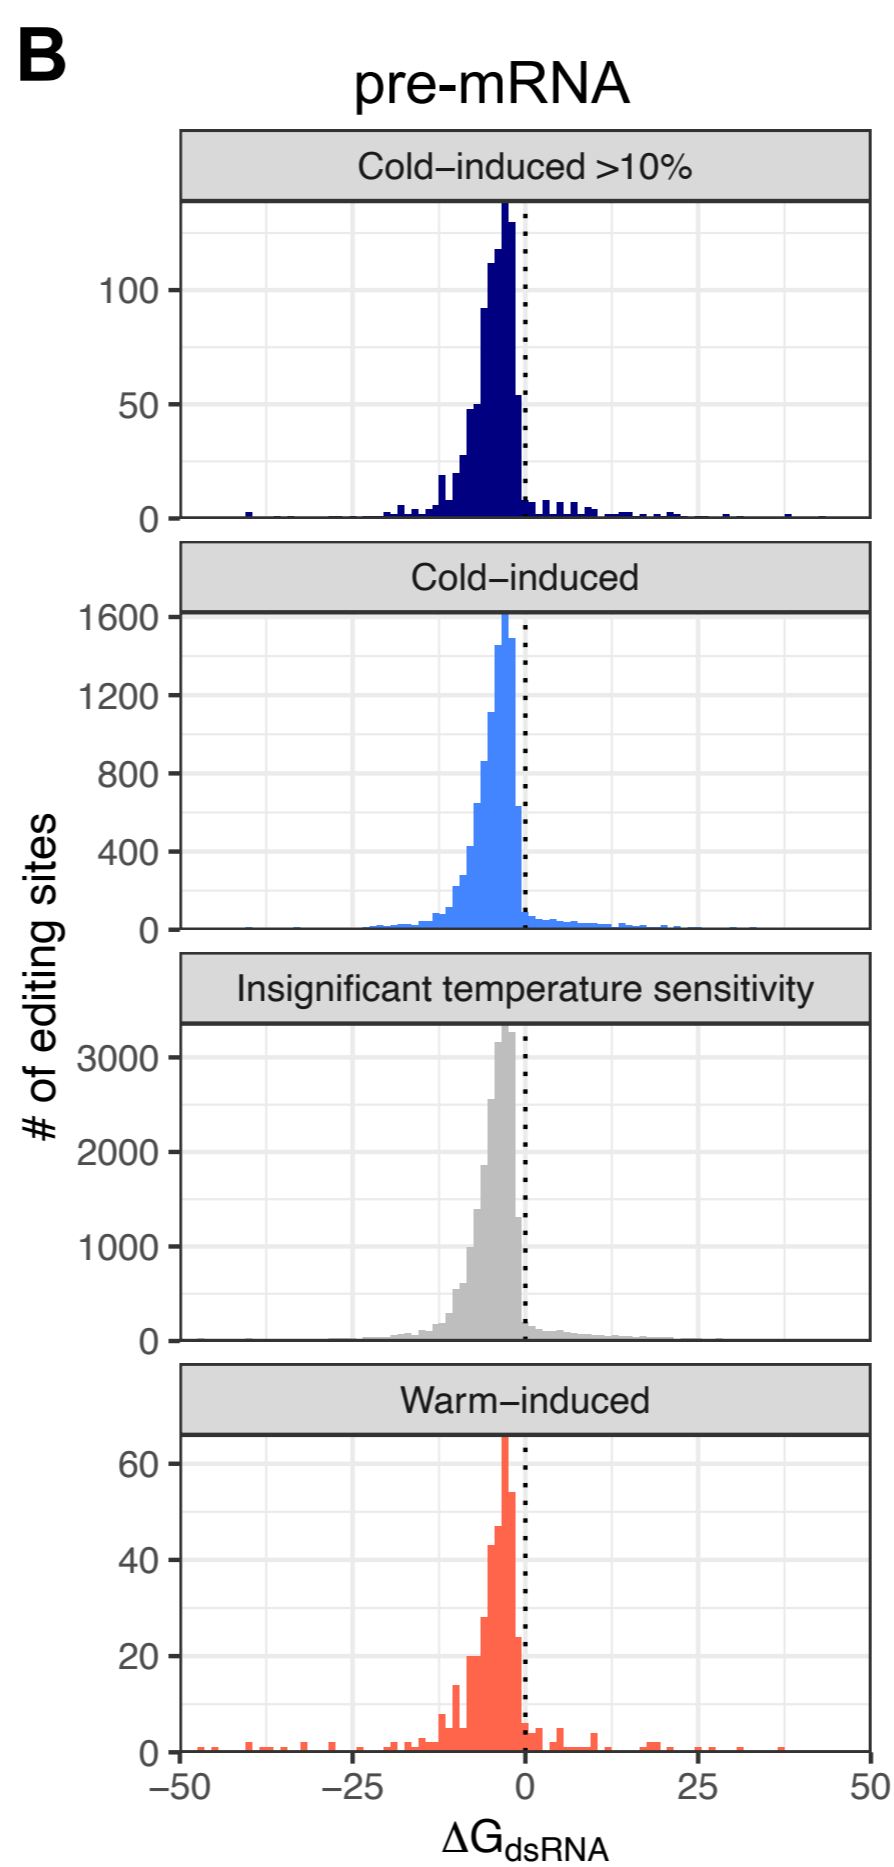 B
pre-mRNA
Cold−induced >10%
100
50
0
Cold−induced
1600
1200
800
400
0
Insignificant temperature sensitivity
3000
2000
1000
0
Warm−induced
60
40
20
0
−50 −25 0 25 50
# of editing sites
ΔGdsRNA